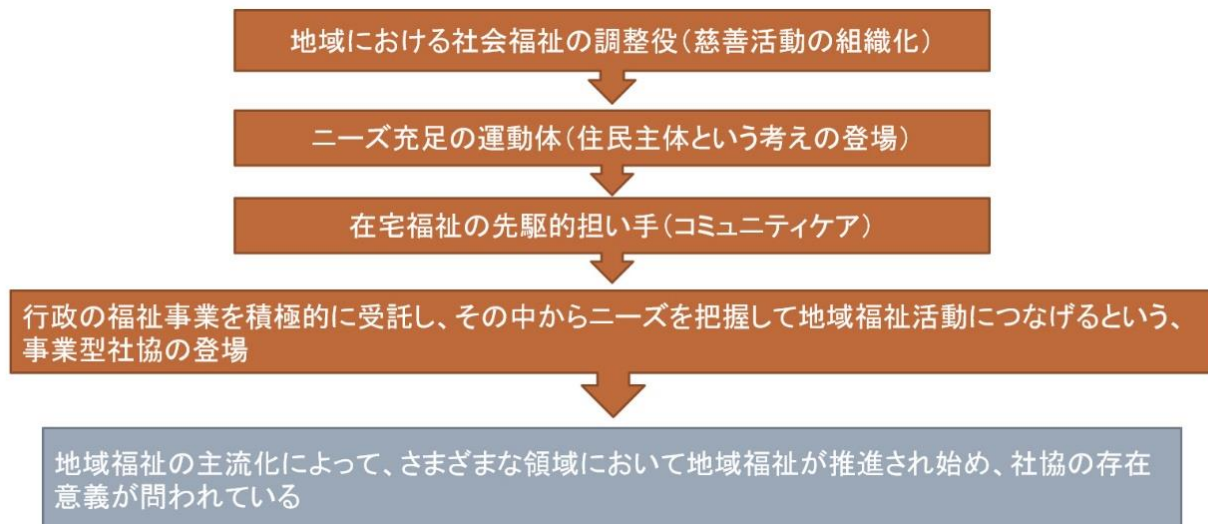 地域における社会福祉の調整役(慈善活動の組織化)
ニーズ充足の運動体(住民主体という考えの登場)
在宅福祉の先駆的担い手(コミュニティケア)
行政の福祉事業を積極的に受託し、その中からニーズを把握して地域福祉活動につなげるという、
事業型社協の登場
地域福祉の主流化によって、さまざまな領域において地域福祉が推進され始め、社協の存在
意義が問われている